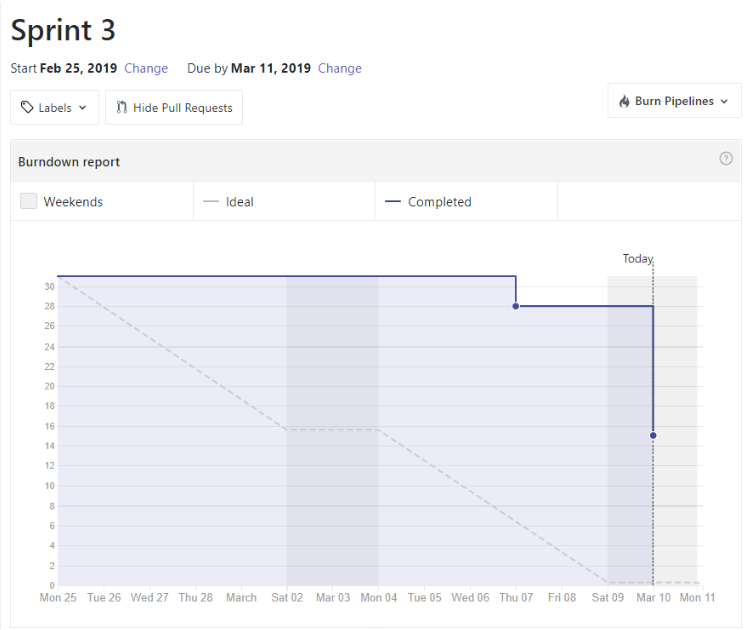 Sprint 3
Start Feb 25, 2019 Change Due by Mar 11, 2019 Change
Labels Hide Pull Requests Burn Pipelines
Burndown report ?
Weekends Ideal Completed
Today
30
28
26
24
22
20
18
16
14
12
10
8
6
4
2
0
Mon 25 Tue 26 Wed 27 Thu 28 March Sat 02 Mar 03 Mon 04 Tue 05 Wed 06 Thu 07 Fri 08 Sat 09 Mar 10 Mon 11